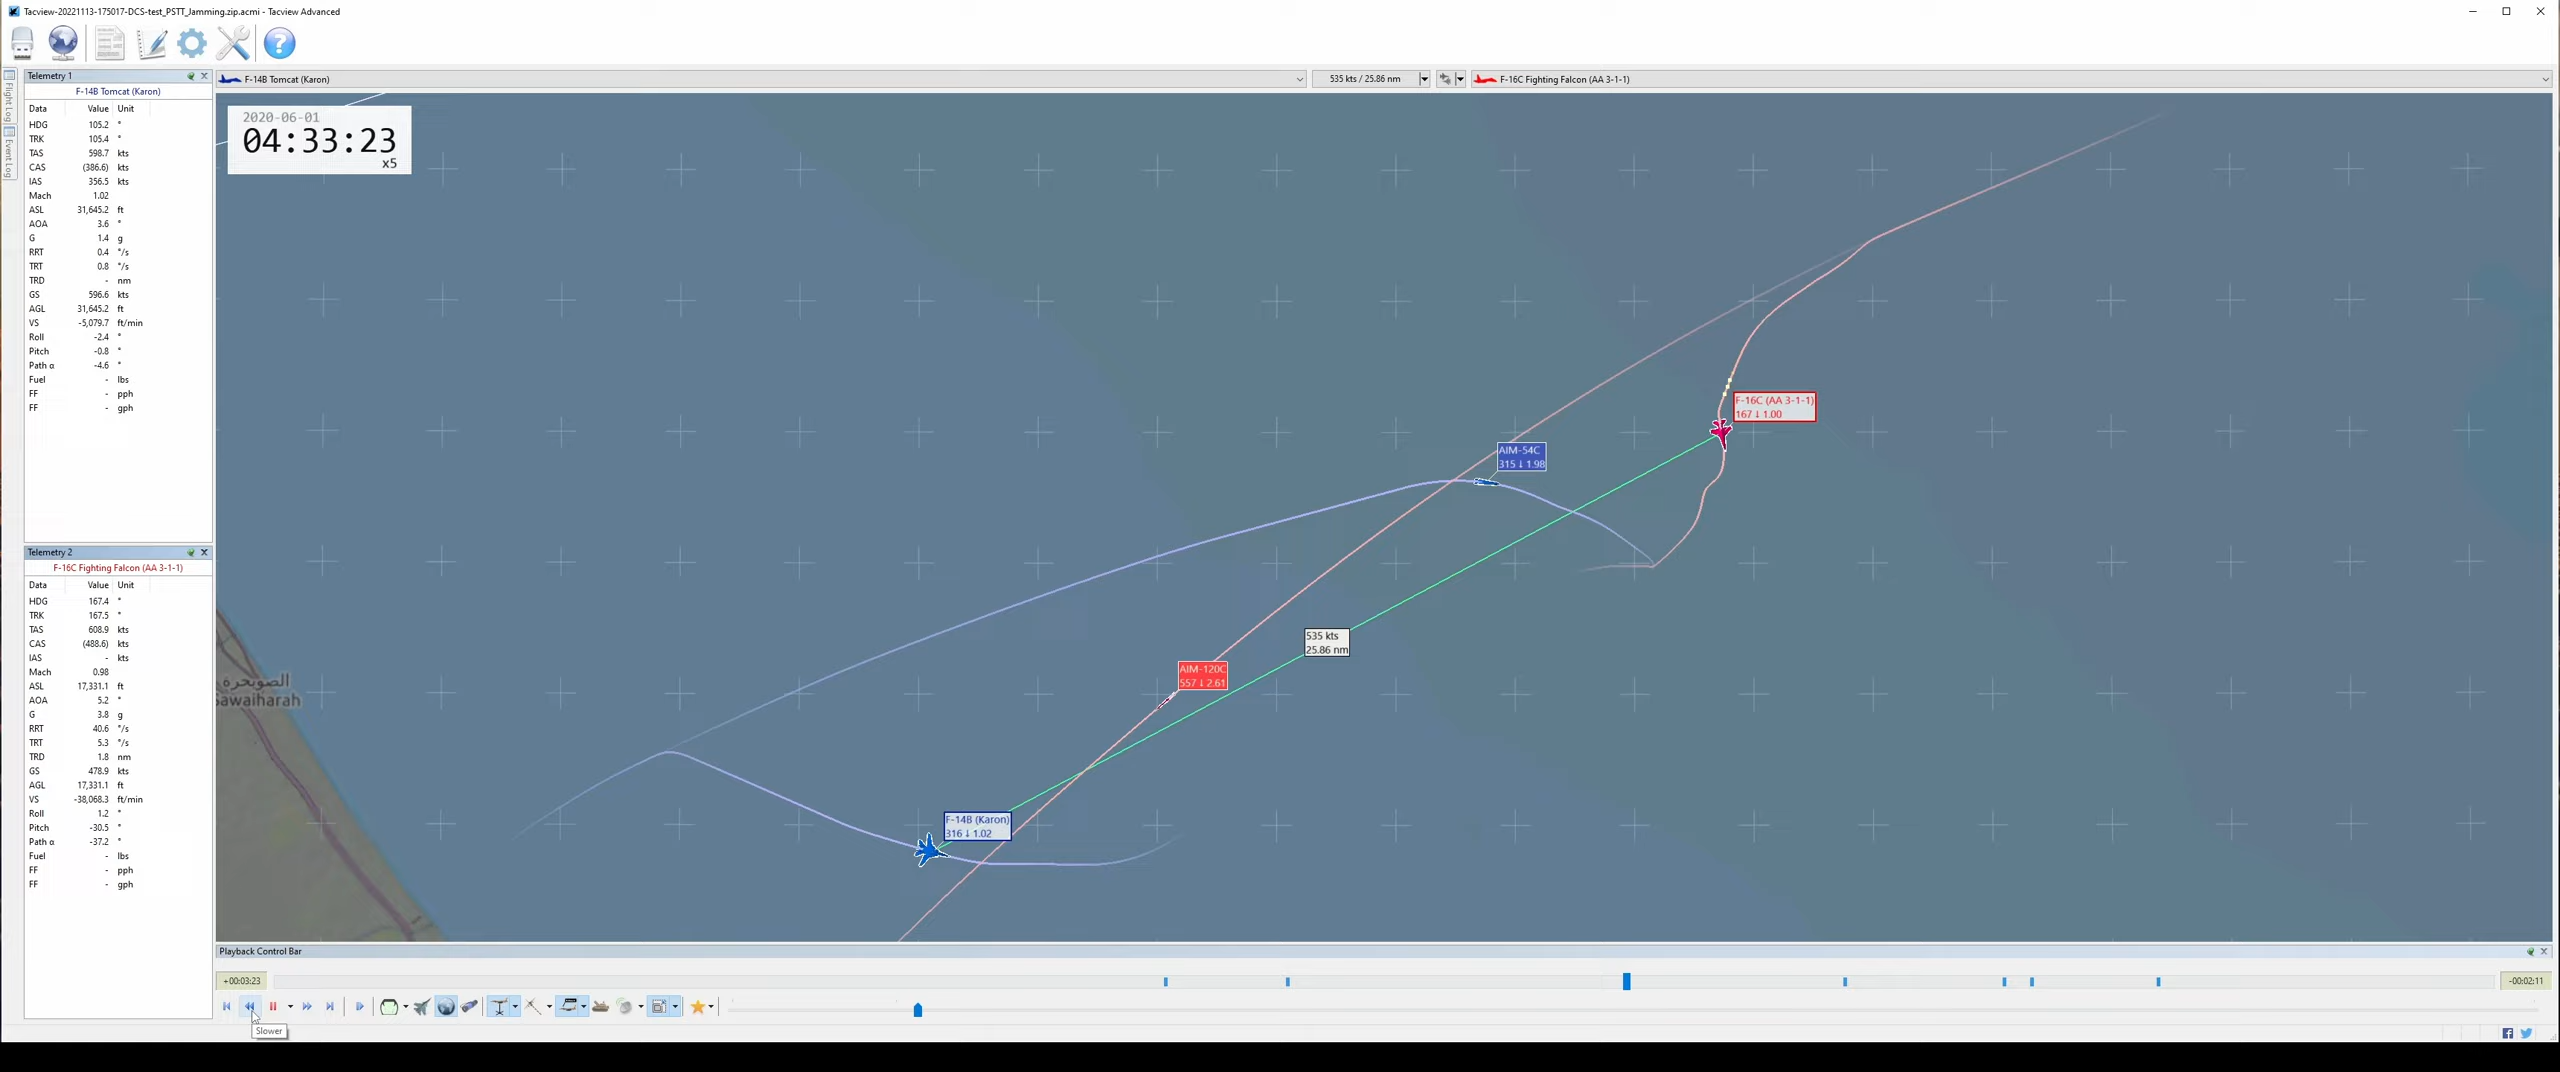 Tacview-20221113-175017-DCS-test_PSTT_Jamming.zip.acmi - Tacview Advanced
Flight Log
Event Log
Telemetry 1
F-14B Tomcat (Karon)
Data Value Unit
HDG 105.2 °
TRK 105.4 °
TAS 598.7 kts
CAS (386.6) kts
IAS 356.5 kts
Mach 1.02
ASL 31,645.2 ft
AOA 3.6 °
G 1.4 g
RRT 0.4 °/s
TRT 0.8 °/s
TRD - nm
GS 596.6 kts
AGL 31,645.2 ft
VS -5,079.7 ft/min
Roll -2.4 °
Pitch -0.8 °
Path α -4.6 °
Fuel - lbs
FF - pph
FF - gph
Telemetry 2
F-16C Fighting Falcon (AA 3-1-1)
Data Value Unit
HDG 167.4 °
TRK 167.5 °
TAS 608.9 kts
CAS (488.6) kts
IAS - kts
Mach 0.98
ASL 17,331.1 ft
AOA 5.2 °
G 3.8 g
RRT 40.6 °/s
TRT 5.3 °/s
TRD 1.8 nm
GS 478.9 kts
AGL 17,331.1 ft
VS -38,068.3 ft/min
Roll 1.2 °
Pitch -30.5 °
Path α -37.2 °
Fuel - lbs
FF - pph
FF - gph
F-14B Tomcat (Karon)
535 kts / 25.86 nm
F-16C Fighting Falcon (AA 3-1-1)
2020-06-01
04:33:23
x5
F-16C (AA 3-1-1)
167 ↓ 1.00
AIM-54C
315 ↓ 1.98
535 kts
25.86 nm
AIM-120C
557 ↓ 2.61
الصويحرة
Sawaiharah
F-14B (Karon)
316 ↓ 1.02
Playback Control Bar
+00:03:23
-00:02:11
Slower